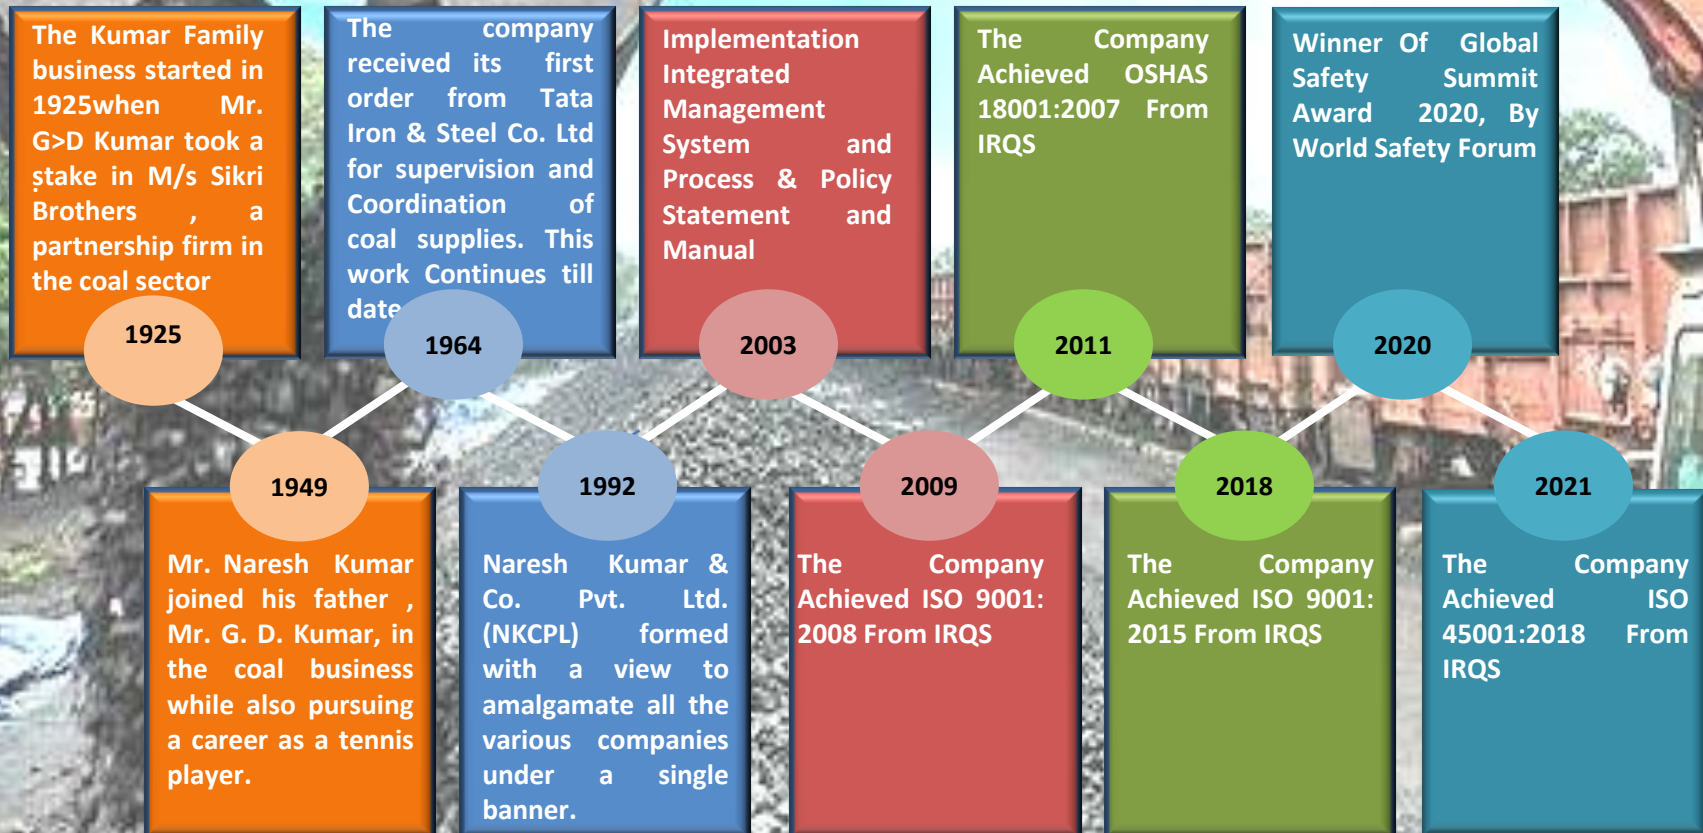 The Kumar Family
business started in
1925when Mr.
G>D Kumar took a
stake in M/s Sikri
Brothers , a
partnership firm in
the coal sector
1925
The company
received its first
order from Tata
Iron & Steel Co. Ltd
for supervision and
Coordination of
coal supplies. This
work Continues till
date
1964
Implementation
Integrated
Management
System and
Process & Policy
Statement and
Manual
2003
The Company
Achieved OSHAS
18001:2007 From
IRQS
2011
Winner Of Global
Safety Summit
Award 2020, By
World Safety Forum
2020
1949
Mr. Naresh Kumar
joined his father ,
Mr. G. D. Kumar, in
the coal business
while also pursuing
a career as a tennis
player.
1992
Naresh Kumar &
Co. Pvt. Ltd.
(NKCPL) formed
with a view to
amalgamate all the
various companies
under a single
banner.
2009
The Company
Achieved ISO 9001:
2008 From IRQS
2018
The Company
Achieved ISO 9001:
2015 From IRQS
2021
The Company
Achieved ISO
45001:2018 From
IRQS